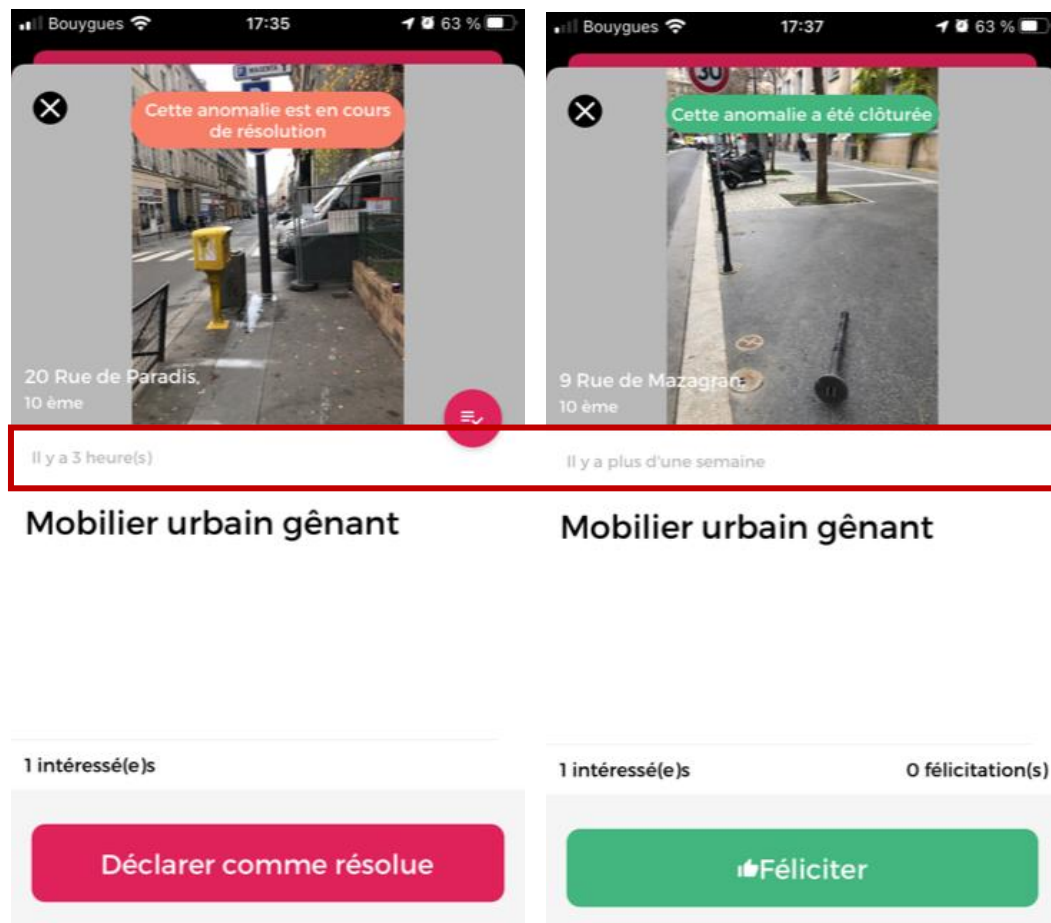 Bouygues 17:35 63 %
MAGENTA
Cette anomalie est en cours
de résolution
20 Rue de Paradis,
10 ème
Il y a 3 heure(s)
Mobilier urbain gênant
1 intéressé(e)s
Déclarer comme résolue
Bouygues 17:37 63 %
30
Cette anomalie a été clôturée
9 Rue de Mazagran,
10 ème
Il y a plus d'une semaine
Mobilier urbain gênant
1 intéressé(e)s 0 félicitation(s)
Féliciter